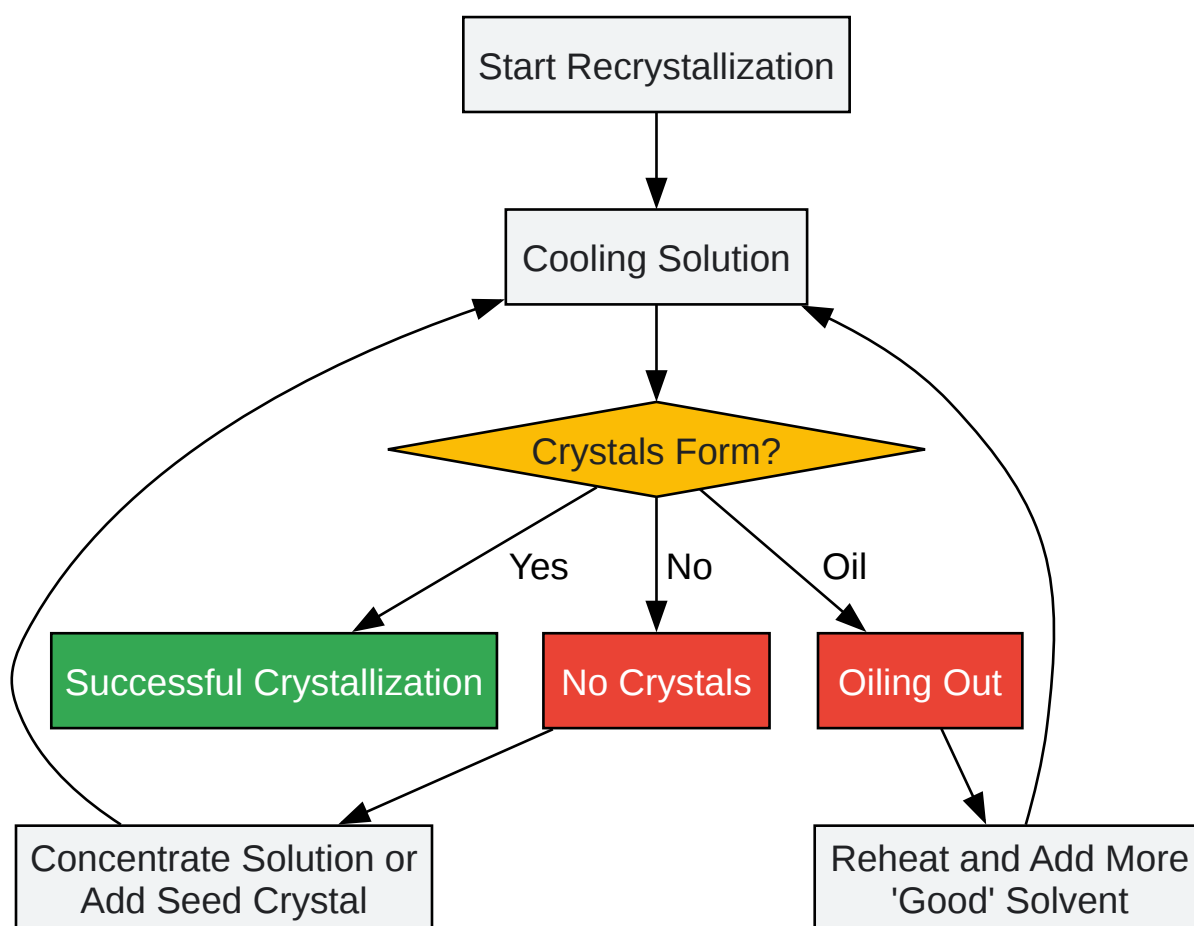 Start Recrystallization
Cooling Solution
Crystals Form?
Yes
No
Oil
Successful Crystallization
No Crystals
Oiling Out
Concentrate Solution or
Add Seed Crystal
Reheat and Add More
'Good' Solvent